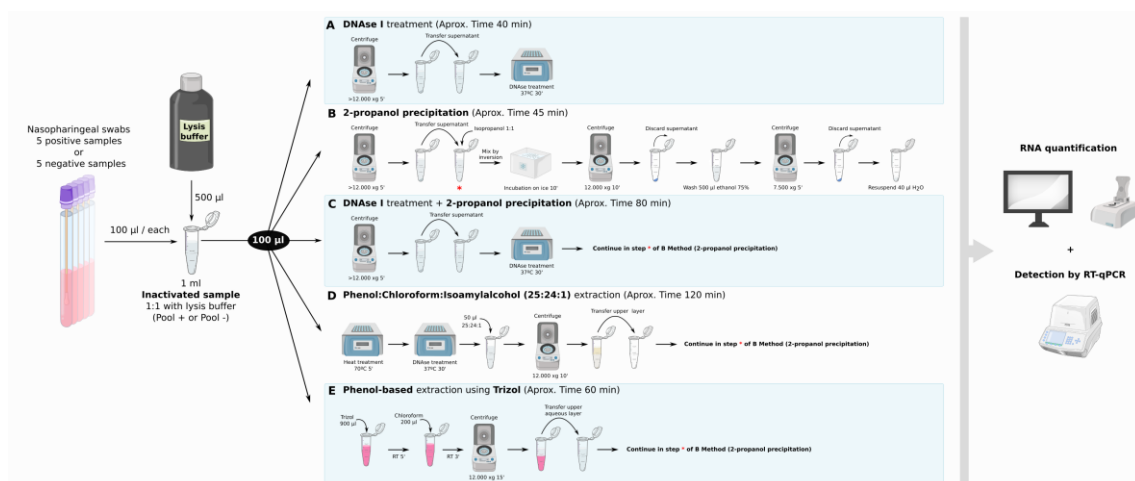 Nasopharingeal swabs
5 positive samples
or
5 negative samples
100 µl / each
Lysis
buffer
500 µl
1 ml
Inactivated sample
1:1 with lysis buffer
(Pool + or Pool -)
100 µl
A DNAse I treatment (Aprox. Time 40 min)
Centrifuge
>12.000 xg 5'
Transfer supernatant
DNAse treatment
37ºC 30'
B 2-propanol precipitation (Aprox. Time 45 min)
Centrifuge
>12.000 xg 5'
Transfer supernatant
Isopropanol 1:1
*
Mix by
inversion
Incubation on ice 10'
Centrifuge
12.000 xg 10'
Discard supernatant
Wash 500 µl ethanol 75%
Centrifuge
7.500 xg 5'
Discard supernatant
Resuspend 40 µl H₂O
C DNAse I treatment + 2-propanol precipitation (Aprox. Time 80 min)
Centrifuge
>12.000 xg 5'
Transfer supernatant
DNAse treatment
37ºC 30'
Continue in step * of B Method (2-propanol precipitation)
D Phenol:Chloroform:Isoamylalcohol (25:24:1) extraction (Aprox. Time 120 min)
Heat treatment
70ºC 5'
DNAse treatment
37ºC 30'
50 µl
25:24:1
Centrifuge
12.000 xg 10'
Transfer upper layer
Continue in step * of B Method (2-propanol precipitation)
E Phenol-based extraction using Trizol (Aprox. Time 60 min)
Trizol
900 µl
RT 5'
Chloroform
200 µl
RT 3'
Centrifuge
12.000 xg 15'
Transfer upper
aqueous layer
Continue in step * of B Method (2-propanol precipitation)
RNA quantification
+
Detection by RT-qPCR